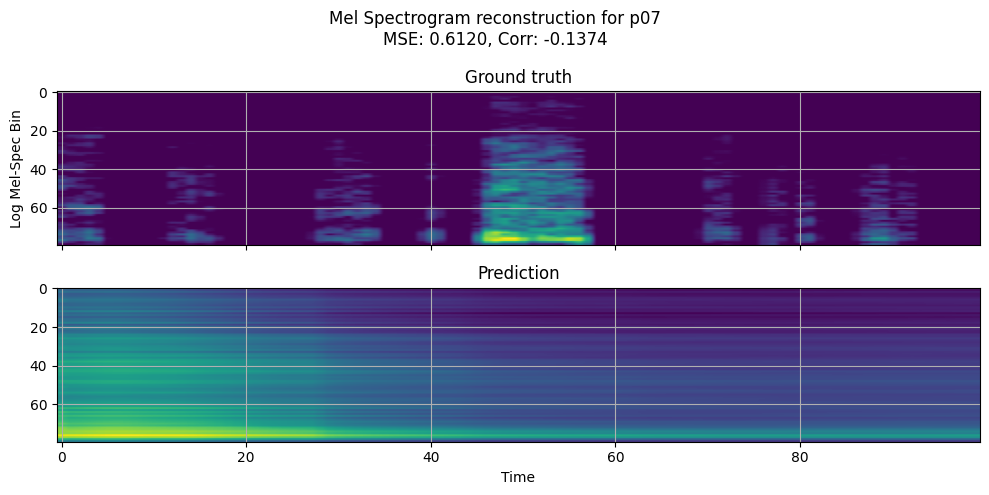 Mel Spectrogram reconstruction for p07
MSE: 0.6120, Corr: -0.1374
Ground truth
0
20
40
60
Log Mel-Spec Bin
Prediction
0
20
40
60
0 20 40 60 80
Time